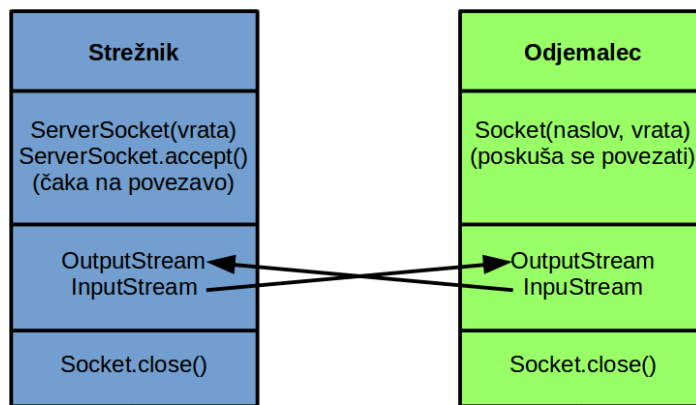 Strežnik
ServerSocket(vrata)
ServerSocket.accept()
(čaka na povezavo)
OutputStream
InputStream
Socket.close()
Odjemalec
Socket(naslov, vrata)
(poskuša se povezati)
OutputStream
InpuStream
Socket.close()